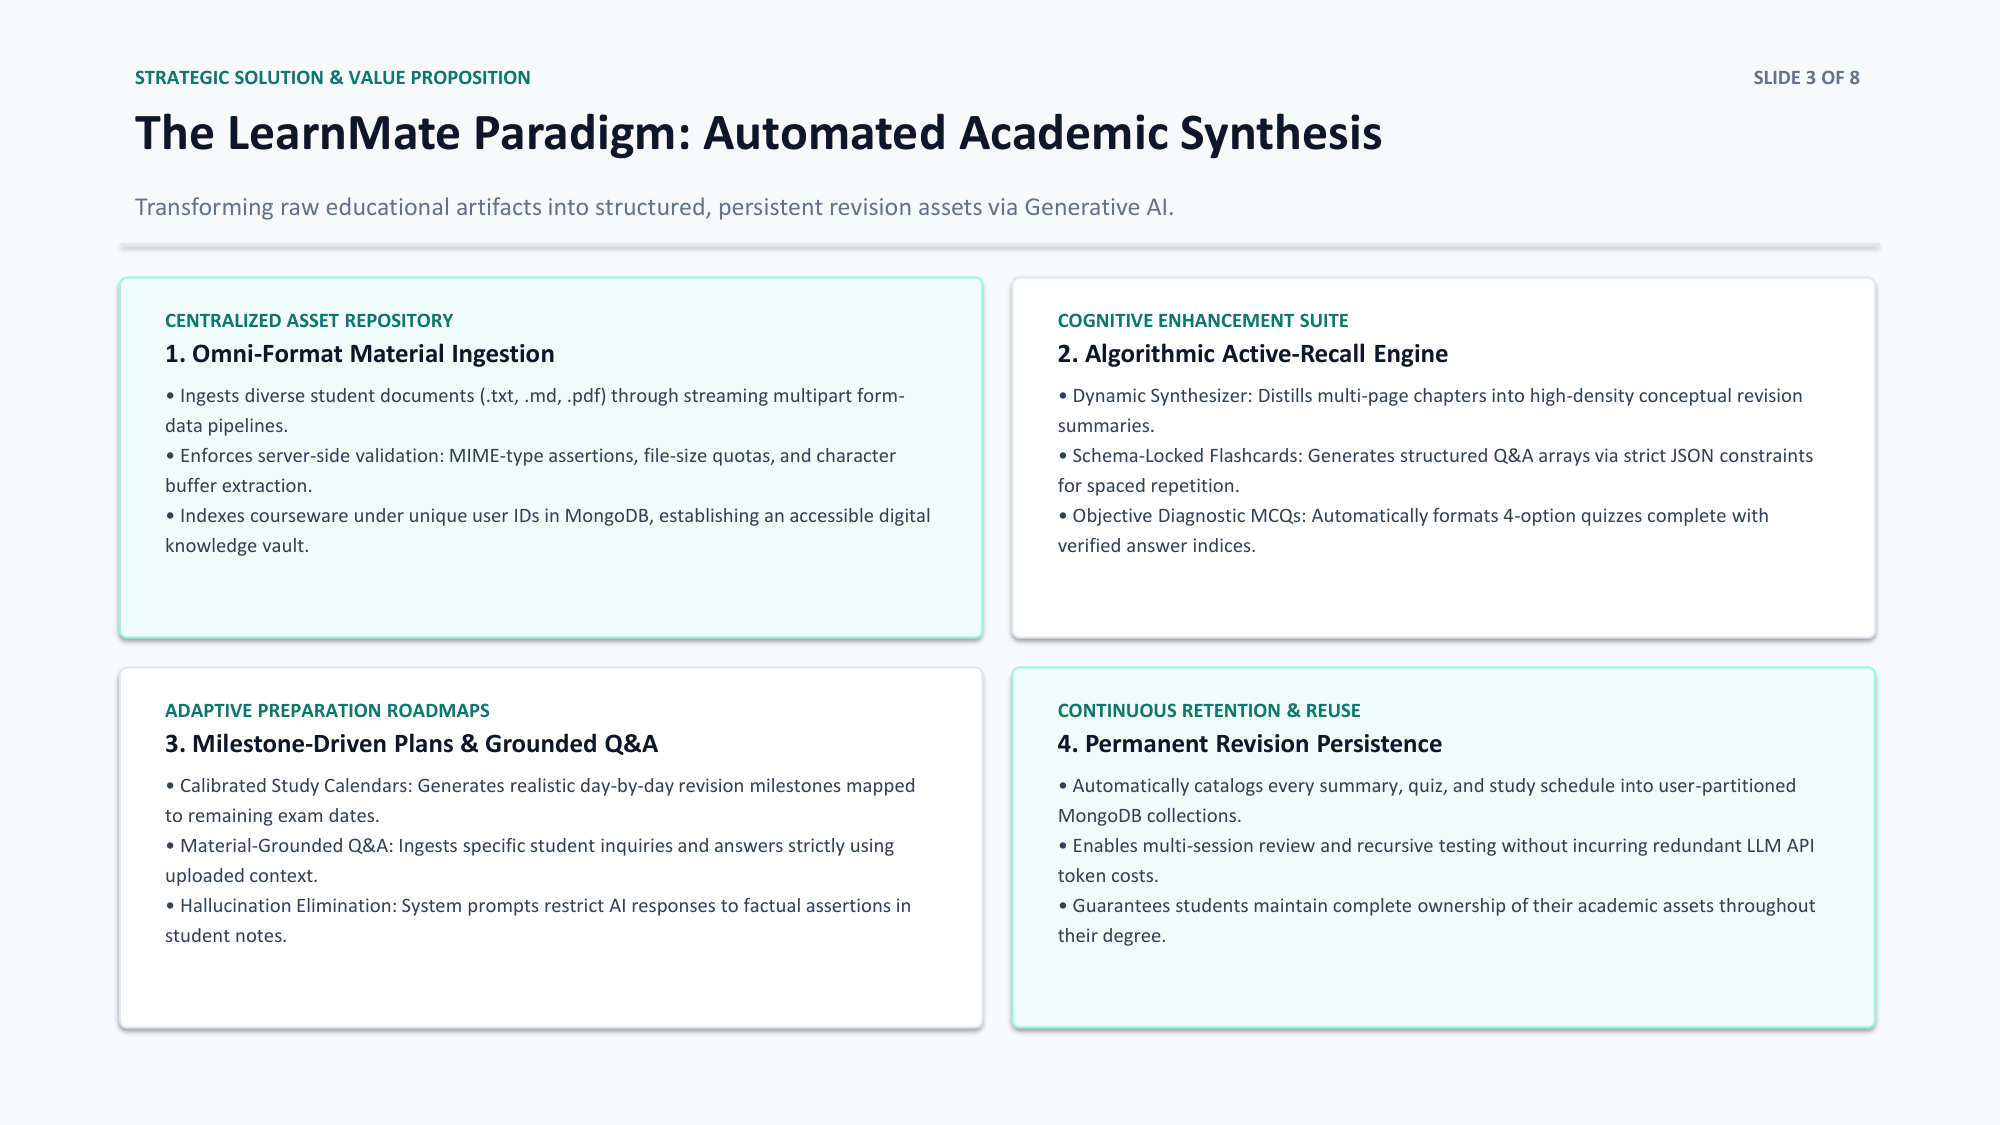 STRATEGIC SOLUTION & VALUE PROPOSITION
SLIDE 3 OF 8
The LearnMate Paradigm: Automated Academic Synthesis
Transforming raw educational artifacts into structured, persistent revision assets via Generative AI.
CENTRALIZED ASSET REPOSITORY
1. Omni-Format Material Ingestion
• Ingests diverse student documents (.txt, .md, .pdf) through streaming multipart form-
data pipelines.
• Enforces server-side validation: MIME-type assertions, file-size quotas, and character
buffer extraction.
• Indexes courseware under unique user IDs in MongoDB, establishing an accessible digital
knowledge vault.
COGNITIVE ENHANCEMENT SUITE
2. Algorithmic Active-Recall Engine
• Dynamic Synthesizer: Distills multi-page chapters into high-density conceptual revision
summaries.
• Schema-Locked Flashcards: Generates structured Q&A arrays via strict JSON constraints
for spaced repetition.
• Objective Diagnostic MCQs: Automatically formats 4-option quizzes complete with
verified answer indices.
ADAPTIVE PREPARATION ROADMAPS
3. Milestone-Driven Plans & Grounded Q&A
• Calibrated Study Calendars: Generates realistic day-by-day revision milestones mapped
to remaining exam dates.
• Material-Grounded Q&A: Ingests specific student inquiries and answers strictly using
uploaded context.
• Hallucination Elimination: System prompts restrict AI responses to factual assertions in
student notes.
CONTINUOUS RETENTION & REUSE
4. Permanent Revision Persistence
• Automatically catalogs every summary, quiz, and study schedule into user-partitioned
MongoDB collections.
• Enables multi-session review and recursive testing without incurring redundant LLM API
token costs.
• Guarantees students maintain complete ownership of their academic assets throughout
their degree.